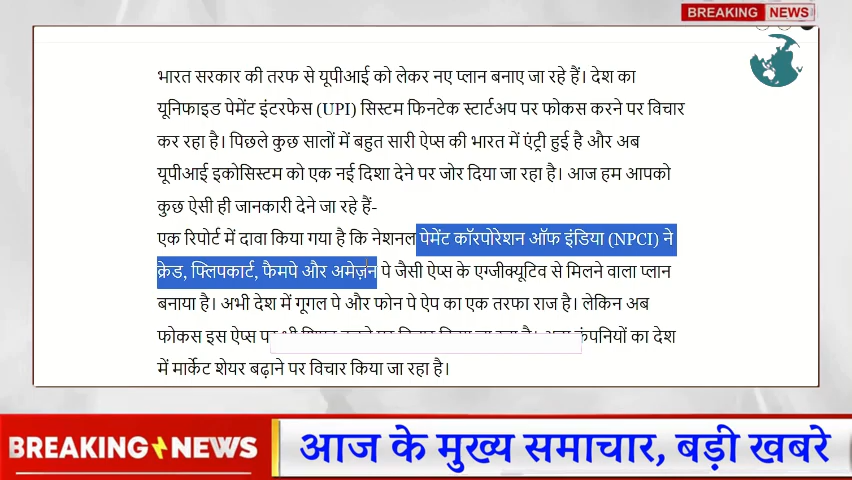 BREAKING NEWS
भारत सरकार की तरफ से यूपीआई को लेकर नए प्लान बनाए जा रहे हैं। देश का
यूनिफाइड पेमेंट इंटरफेस (UPI) सिस्टम फिनटेक स्टार्टअप पर फोकस करने पर विचार
कर रहा है। पिछले कुछ सालों में बहुत सारी ऐप्स की भारत में एंट्री हुई है और अब
यूपीआई इकोसिस्टम को एक नई दिशा देने पर जोर दिया जा रहा है। आज हम आपको
कुछ ऐसी ही जानकारी देने जा रहे हैं-
एक रिपोर्ट में दावा किया गया है कि नेशनल पेमेंट कॉरपोरेशन ऑफ इंडिया (NPCI) ने
क्रेड, फ्लिपकार्ट, फैमपे और अमेज़न पे जैसी ऐप्स के एग्जीक्यूटिव से मिलने वाला प्लान
बनाया है। अभी देश में गूगल पे और फोन पे ऐप का एक तरफा राज है। लेकिन अब
फोकस इस ऐप्स पर कंपनियों का देश
में मार्केट शेयर बढ़ाने पर विचार किया जा रहा है।
BREAKING NEWS आज के मुख्य समाचार, बड़ी खबरे